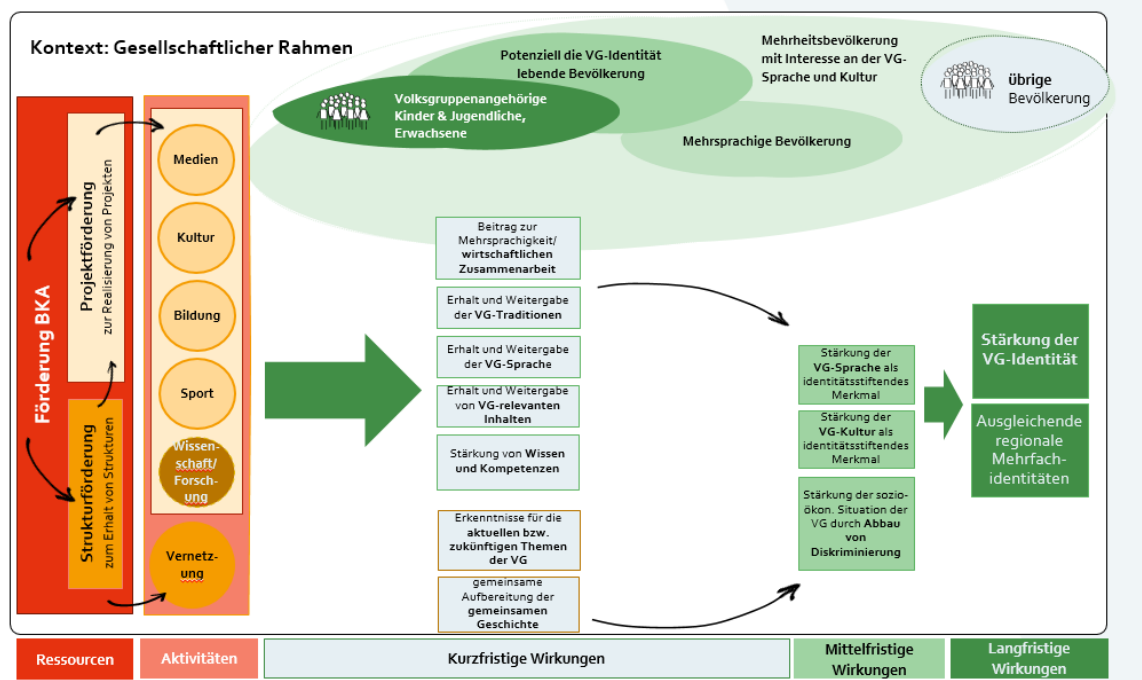 Kontext: Gesellschaftlicher Rahmen
Potenziell die VG-Identität
lebende Bevölkerung
Mehrheitsbevölkerung
mit Interesse an der VG-
Sprache und Kultur
übrige
Bevölkerung
Volksgruppenangehörige
Kinder & Jugendliche,
Erwachsene
Mehrsprachige Bevölkerung
Förderung BKA
Projektförderung
zur Realisierung von Projekten
Strukturförderung
zum Erhalt von Strukturen
Medien
Kultur
Bildung
Sport
Wissen-
schaft/
Forsch-
ung
Vernetz-
ung
Beitrag zur
Mehrsprachigkeit/
wirtschaftlichen
Zusammenarbeit
Erhalt und Weitergabe
der VG-Traditionen
Erhalt und Weitergabe
der VG-Sprache
Erhalt und Weitergabe
von VG-relevanten
Inhalten
Stärkung von Wissen
und Kompetenzen
Erkenntnisse für die
aktuellen bzw.
zukünftigen Themen
der VG
gemeinsame
Aufbereitung der
gemeinsamen
Geschichte
Stärkung der
VG-Sprache als
identitätsstiftendes
Merkmal
Stärkung der
VG-Kultur als
identitätsstiftendes
Merkmal
Stärkung der sozio-
ökon. Situation der
VG durch Abbau
von
Diskriminierung
Stärkung der
VG-Identität
Ausgleichende
regionale
Mehrfach-
identitäten
Ressourcen
Aktivitäten
Kurzfristige Wirkungen
Mittelfristige
Wirkungen
Langfristige
Wirkungen